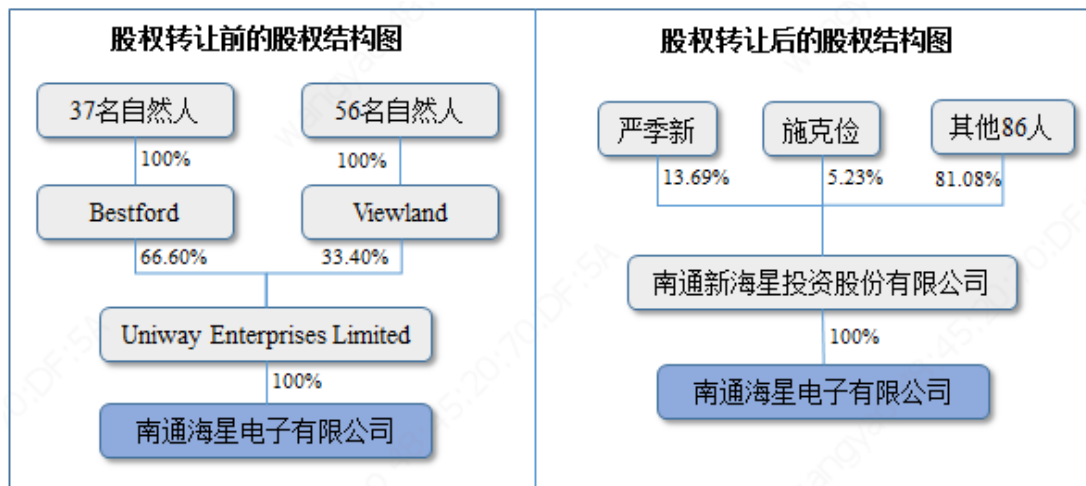 股权转让前的股权结构图
37名自然人
56名自然人
100%
100%
Bestford
Viewland
66.60%
33.40%
Uniway Enterprises Limited
100%
南通海星电子有限公司
股权转让后的股权结构图
严季新
施克俭
其他86人
13.69%
5.23%
81.08%
南通新海星投资股份有限公司
100%
南通海星电子有限公司